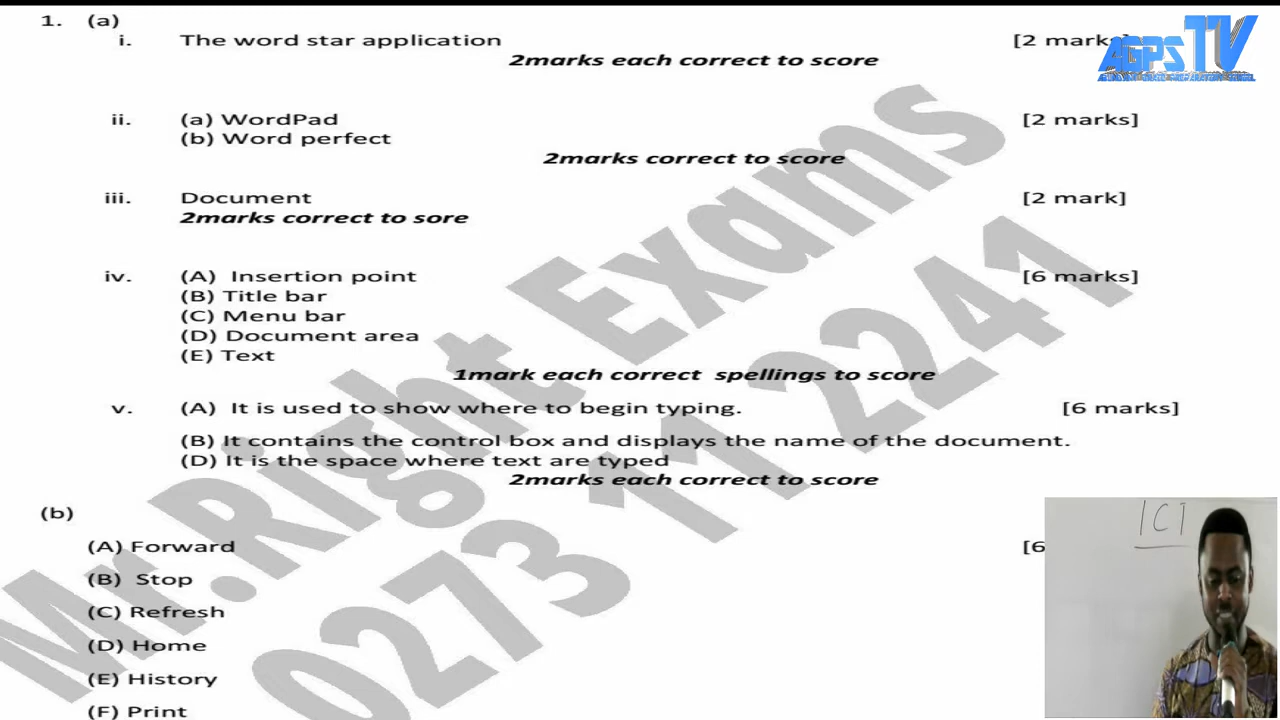 1. (a)
i. The word star application [2 mark
2marks each correct to score
ii. (a) WordPad [2 marks]
(b) Word perfect
2marks correct to score
iii. Document [2 mark]
2marks correct to sore
iv. (A) Insertion point [6 marks]
(B) Title bar
(C) Menu bar
(D) Document area
(E) Text
1mark each correct spellings to score
v. (A) It is used to show where to begin typing. [6 marks]
(B) It contains the control box and displays the name of the document.
(D) It is the space where text are typed
2marks each correct to score
(b)
(A) Forward [6
(B) Stop
(C) Refresh
(D) Home
(E) History
(F) Print
Mr.Right Exams
0273 11 2241
AGPS TV
ICT